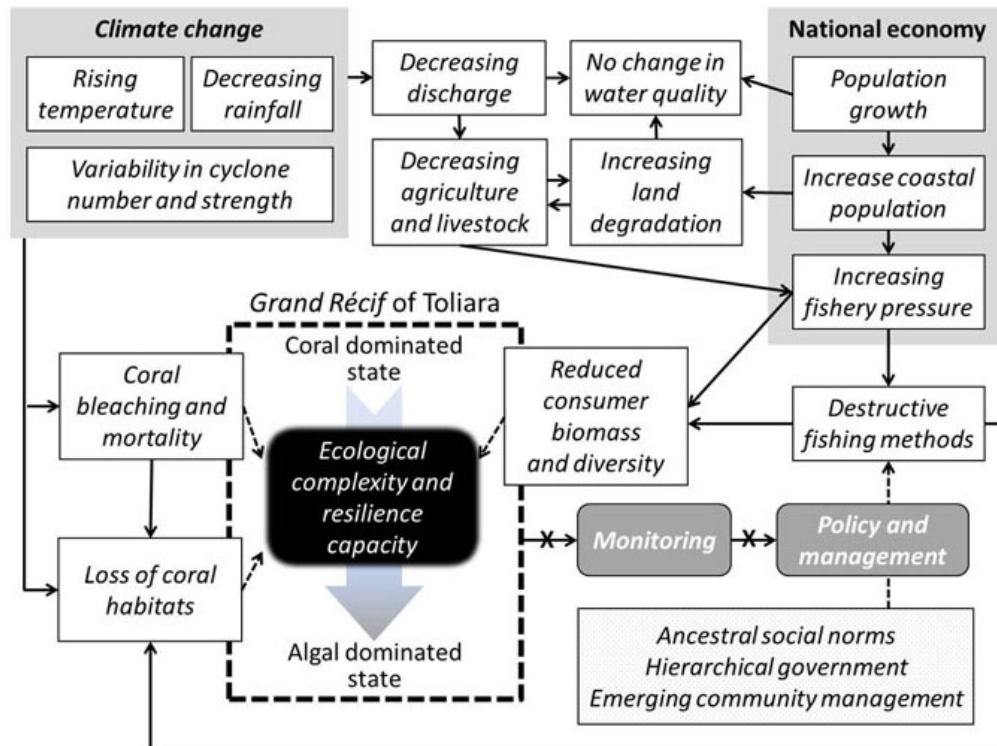 Climate change
Rising
temperature
Decreasing
rainfall
Variability in cyclone
number and strength
Decreasing
discharge
No change in
water quality
Decreasing
agriculture
and livestock
Increasing
land
degradation
National economy
Population
growth
Increase coastal
population
Increasing
fishery pressure
Grand Récif of Toliara
Coral dominated
state
Coral
bleaching and
mortality
Ecological
complexity and
resilience
capacity
Reduced
consumer
biomass
and diversity
Destructive
fishing methods
Loss of coral
habitats
X
Monitoring
X
Policy and
management
Algal dominated
state
Ancestral social norms
Hierarchical government
Emerging community management